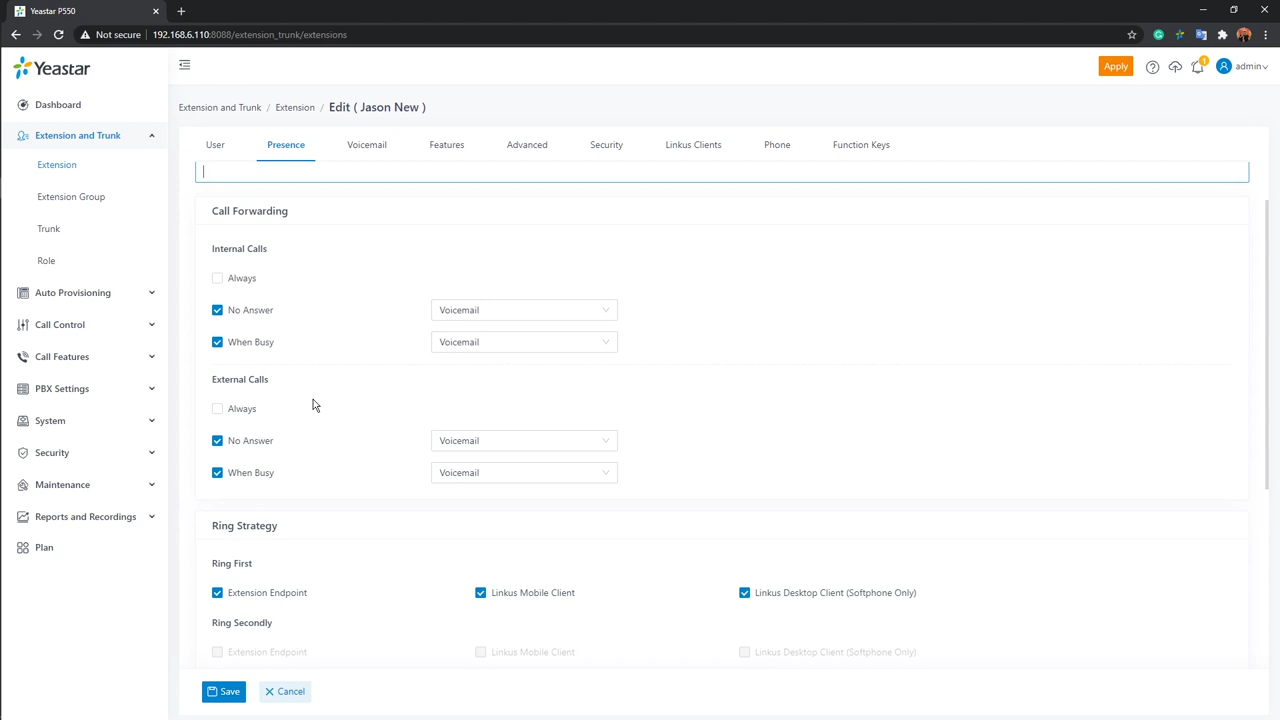 Yeastar P550
Not secure 192.168.6.110:8088/extension_trunk/extensions
Yeastar
Apply
1
admin
Dashboard
Extension and Trunk
Extension
Extension Group
Trunk
Role
Auto Provisioning
Call Control
Call Features
PBX Settings
System
Security
Maintenance
Reports and Recordings
Plan
Extension and Trunk / Extension / Edit ( Jason New )
User Presence Voicemail Features Advanced Security Linkus Clients Phone Function Keys
Call Forwarding
Internal Calls
Always
No Answer Voicemail
When Busy Voicemail
External Calls
Always
No Answer Voicemail
When Busy Voicemail
Ring Strategy
Ring First
Extension Endpoint Linkus Mobile Client Linkus Desktop Client (Softphone Only)
Ring Secondly
Extension Endpoint Linkus Mobile Client Linkus Desktop Client (Softphone Only)
Save Cancel